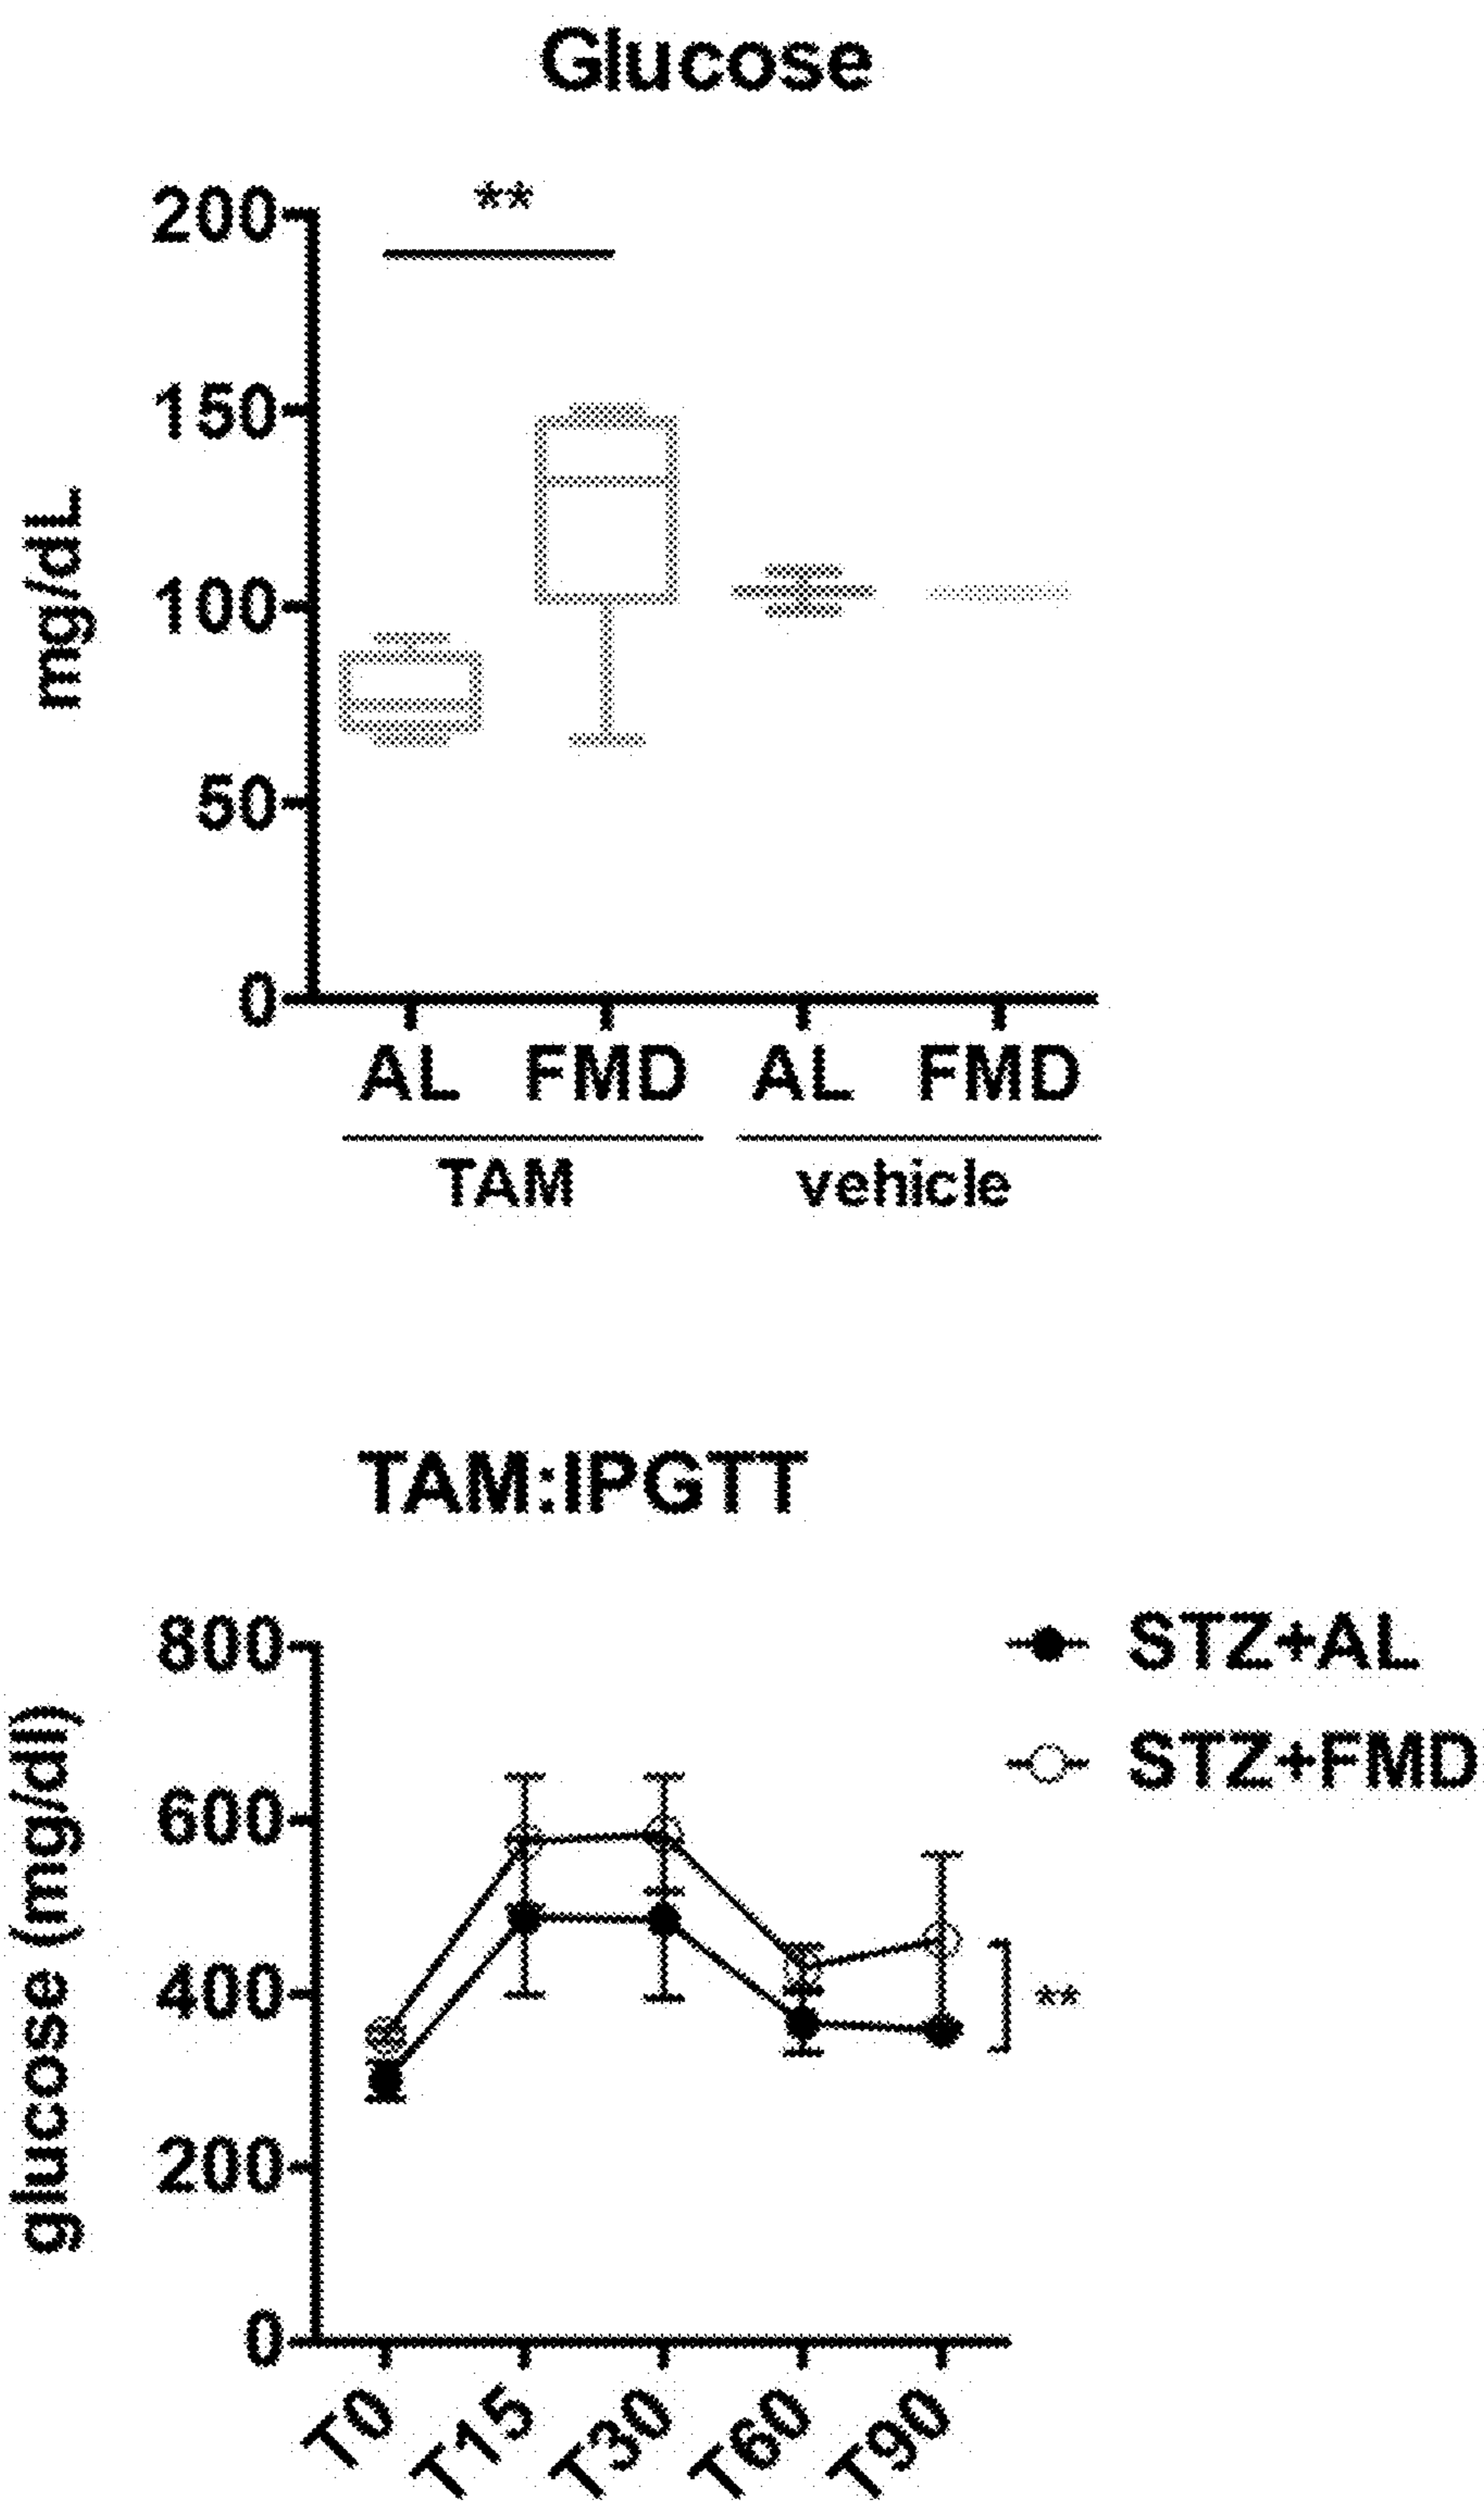 Glucose
**
200
150
100
50
0
mg/dL
AL FMD AL FMD
TAM vehicle
TAM:IPGTT
800
600
400
200
0
glucose (mg/dl)
STZ+AL
STZ+FMD
**
T0 T15 T30 T60 T90